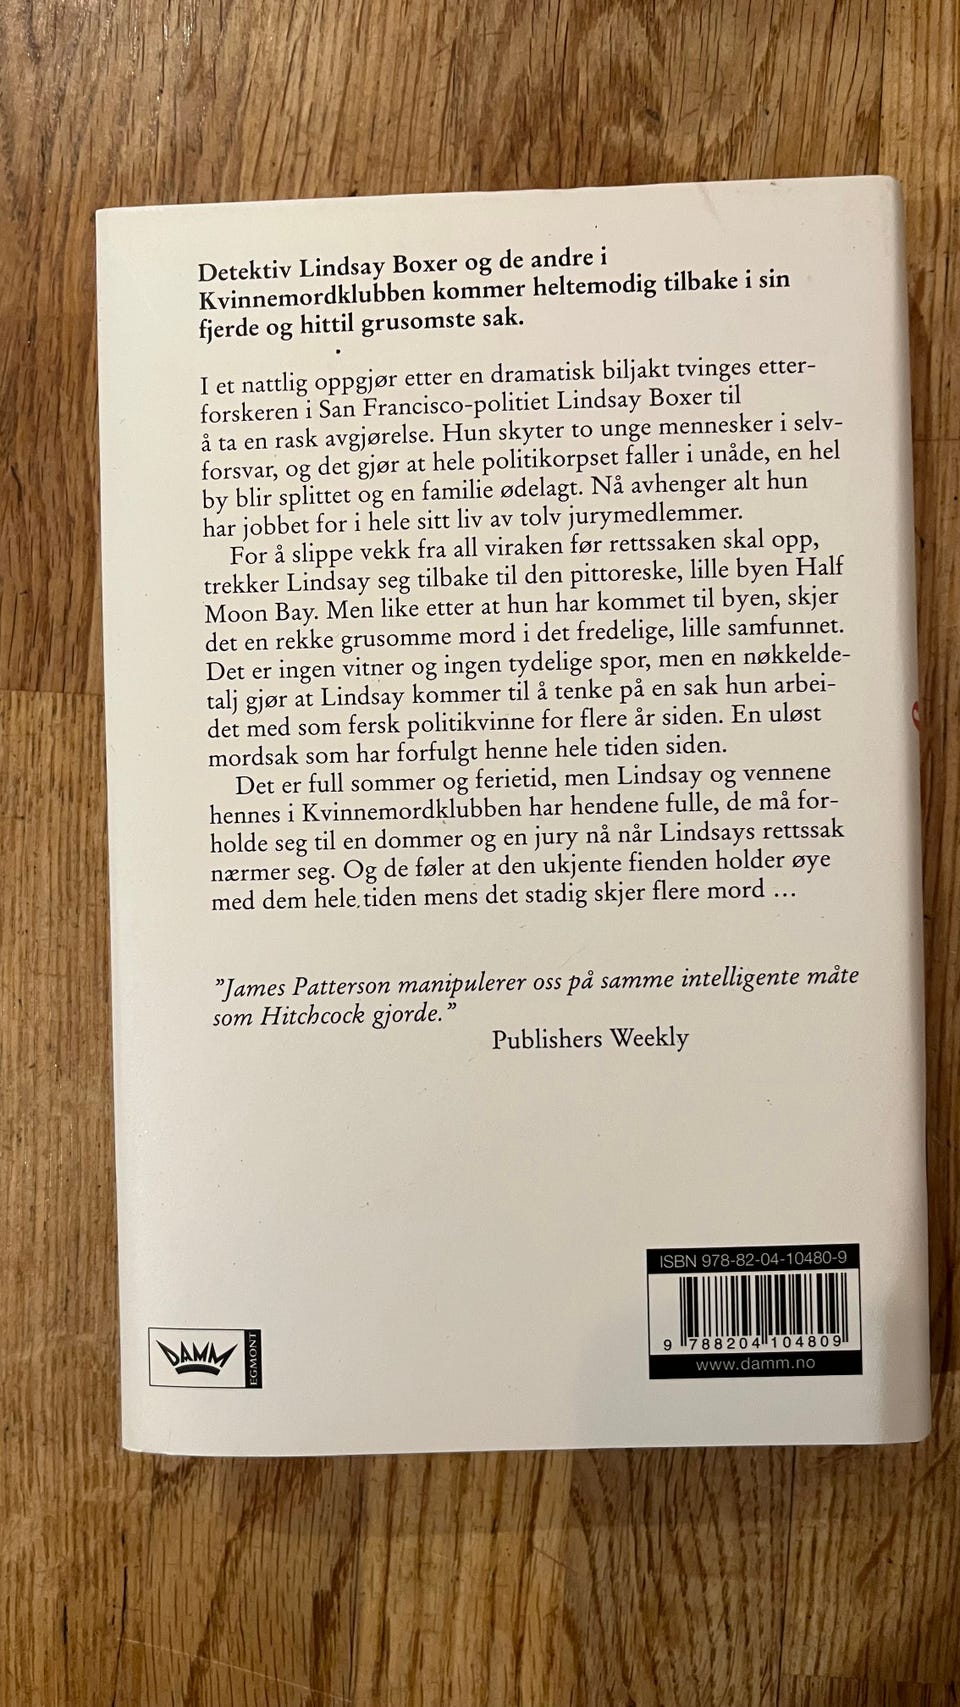 Detektiv Lindsay Boxer og de andre i
Kvinnemordklubben kommer heltemodig tilbake i sin
fjerde og hittil grusomste sak.
I et nattlig oppgjør etter en dramatisk biljakt tvinges etter-
forskeren i San Francisco-politiet Lindsay Boxer til
å ta en rask avgjørelse. Hun skyter to unge mennesker i selv-
forsvar, og det gjør at hele politikorpset faller i unåde, en hel
by blir splittet og en familie ødelagt. Nå avhenger alt hun
har jobbet for i hele sitt liv av tolv jurymedlemmer.
For å slippe vekk fra all viraken før rettssaken skal opp,
trekker Lindsay seg tilbake til den pittoreske, lille byen Half
Moon Bay. Men like etter at hun har kommet til byen, skjer
det en rekke grusomme mord i det fredelige, lille samfunnet.
Det er ingen vitner og ingen tydelige spor, men en nøkkelde-
talj gjør at Lindsay kommer til å tenke på en sak hun arbei-
det med som fersk politikvinne for flere år siden. En uløst
mordsak som har forfulgt henne hele tiden siden.
Det er full sommer og ferietid, men Lindsay og vennene
hennes i Kvinnemordklubben har hendene fulle, de må for-
holde seg til en dommer og en jury nå når Lindsays rettssak
nærmer seg. Og de føler at den ukjente fienden holder øye
med dem hele tiden mens det stadig skjer flere mord ...
”James Patterson manipulerer oss på samme intelligente måte
som Hitchcock gjorde.”
Publishers Weekly
ISBN 978-82-04-10480-9
9 788204 104809
www.damm.no
DAMM
EGMONT